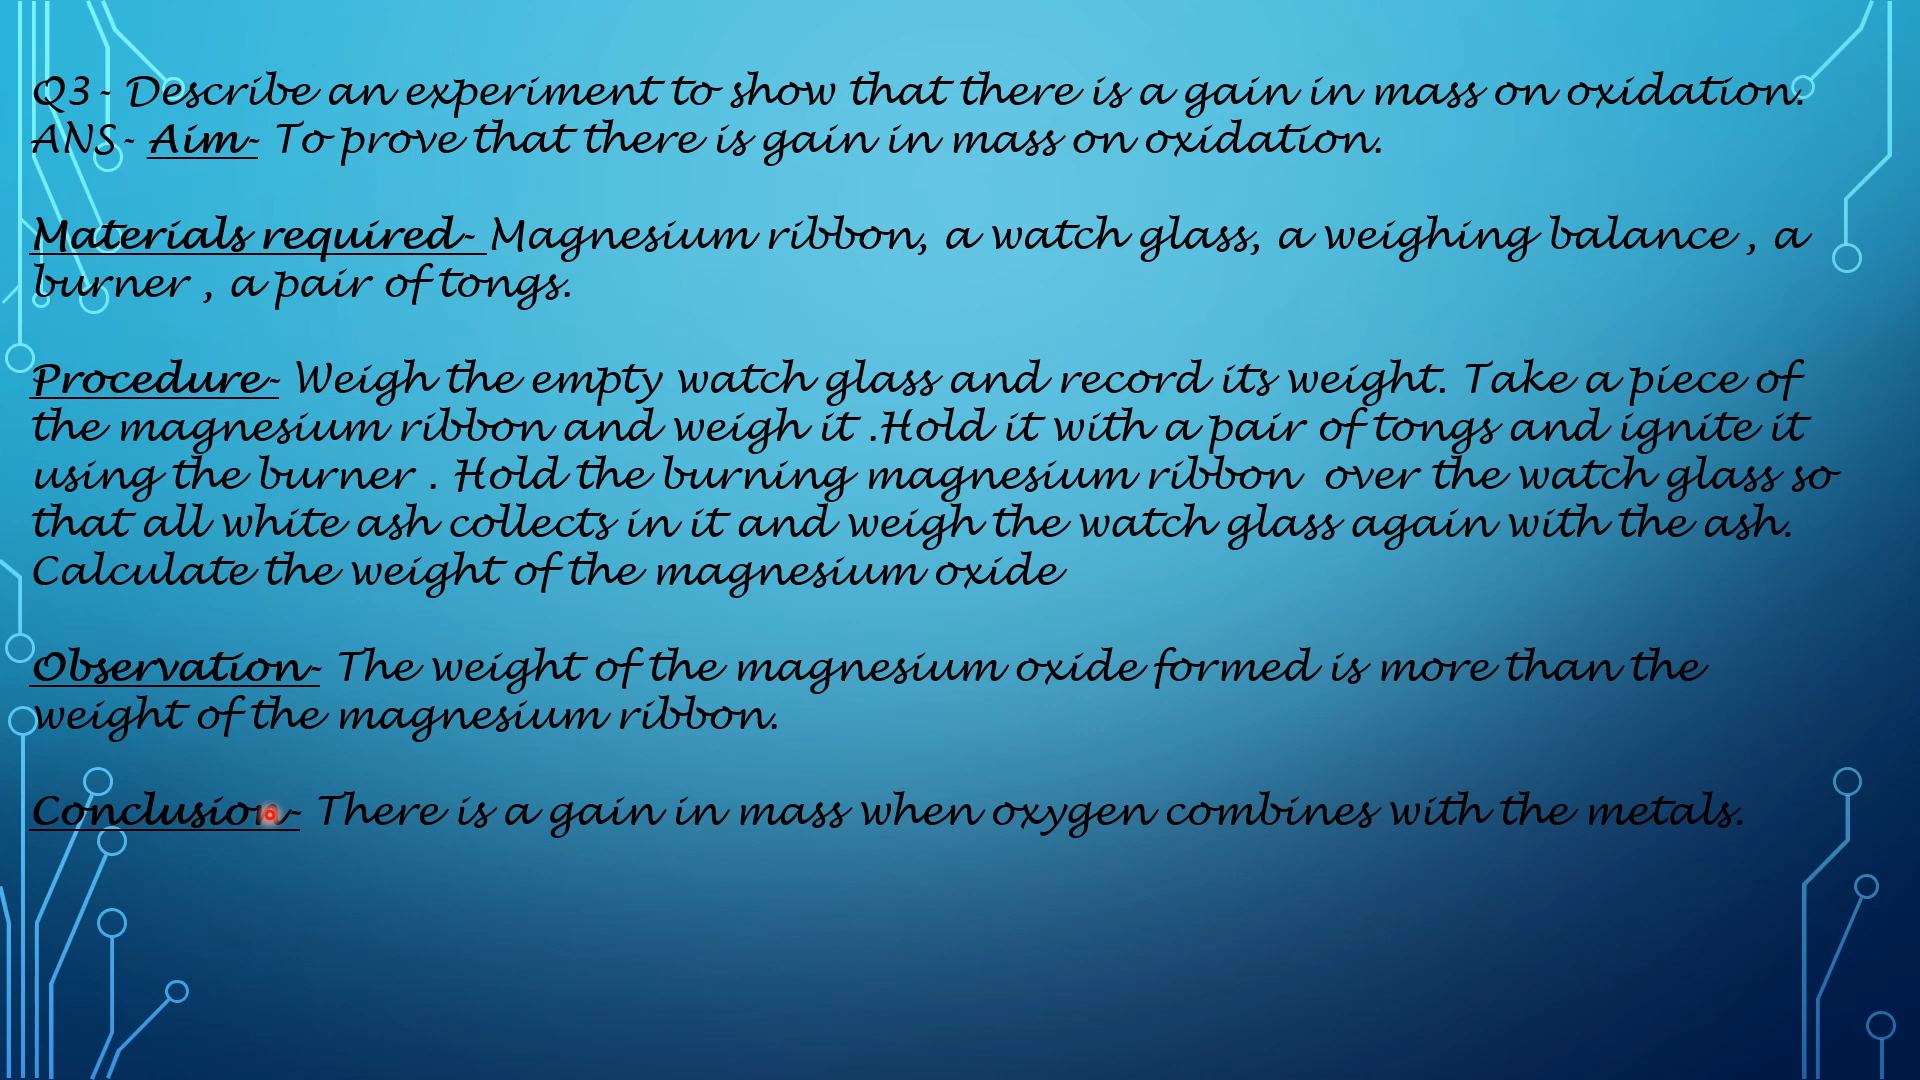 Q3- Describe an experiment to show that there is a gain in mass on oxidation.
ANS- Aim- To prove that there is gain in mass on oxidation.
Materials required- Magnesium ribbon, a watch glass, a weighing balance , a
burner , a pair of tongs.
Procedure- Weigh the empty watch glass and record its weight. Take a piece of
the magnesium ribbon and weigh it .Hold it with a pair of tongs and ignite it
using the burner . Hold the burning magnesium ribbon  over the watch glass so
that all white ash collects in it and weigh the watch glass again with the ash.
Calculate the weight of the magnesium oxide
Observation- The weight of the magnesium oxide formed is more than the
weight of the magnesium ribbon.
Conclusion- There is a gain in mass when oxygen combines with the metals.